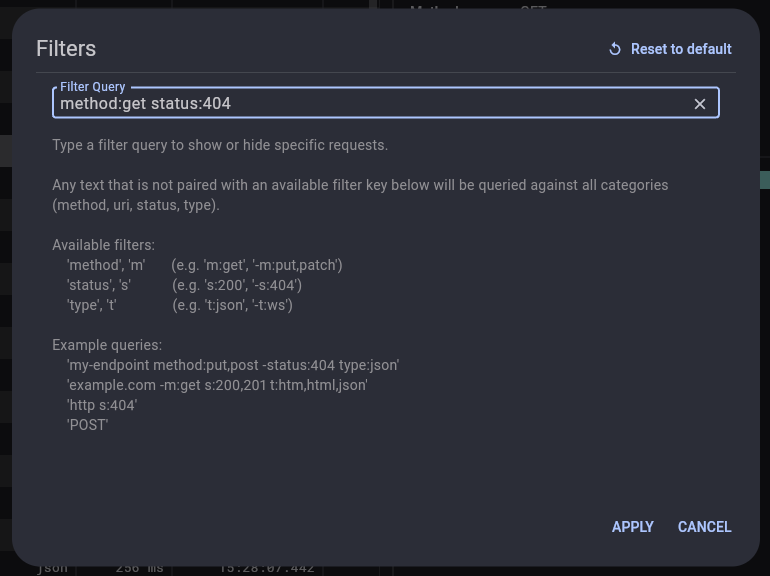 Filters
Reset to default
Filter Query
method:get status:404
Type a filter query to show or hide specific requests.
Any text that is not paired with an available filter key below will be queried against all categories
(method, uri, status, type).
Available filters:
'method', 'm' (e.g. 'm:get', '-m:put,patch')
'status', 's' (e.g. 's:200', '-s:404')
'type', 't' (e.g. 't:json', '-t:ws')
Example queries:
'my-endpoint method:put,post -status:404 type:json'
'example.com -m:get s:200,201 t:htm,html,json'
'http s:404'
'POST'
APPLY CANCEL
json 256 ms 15:28:07.442